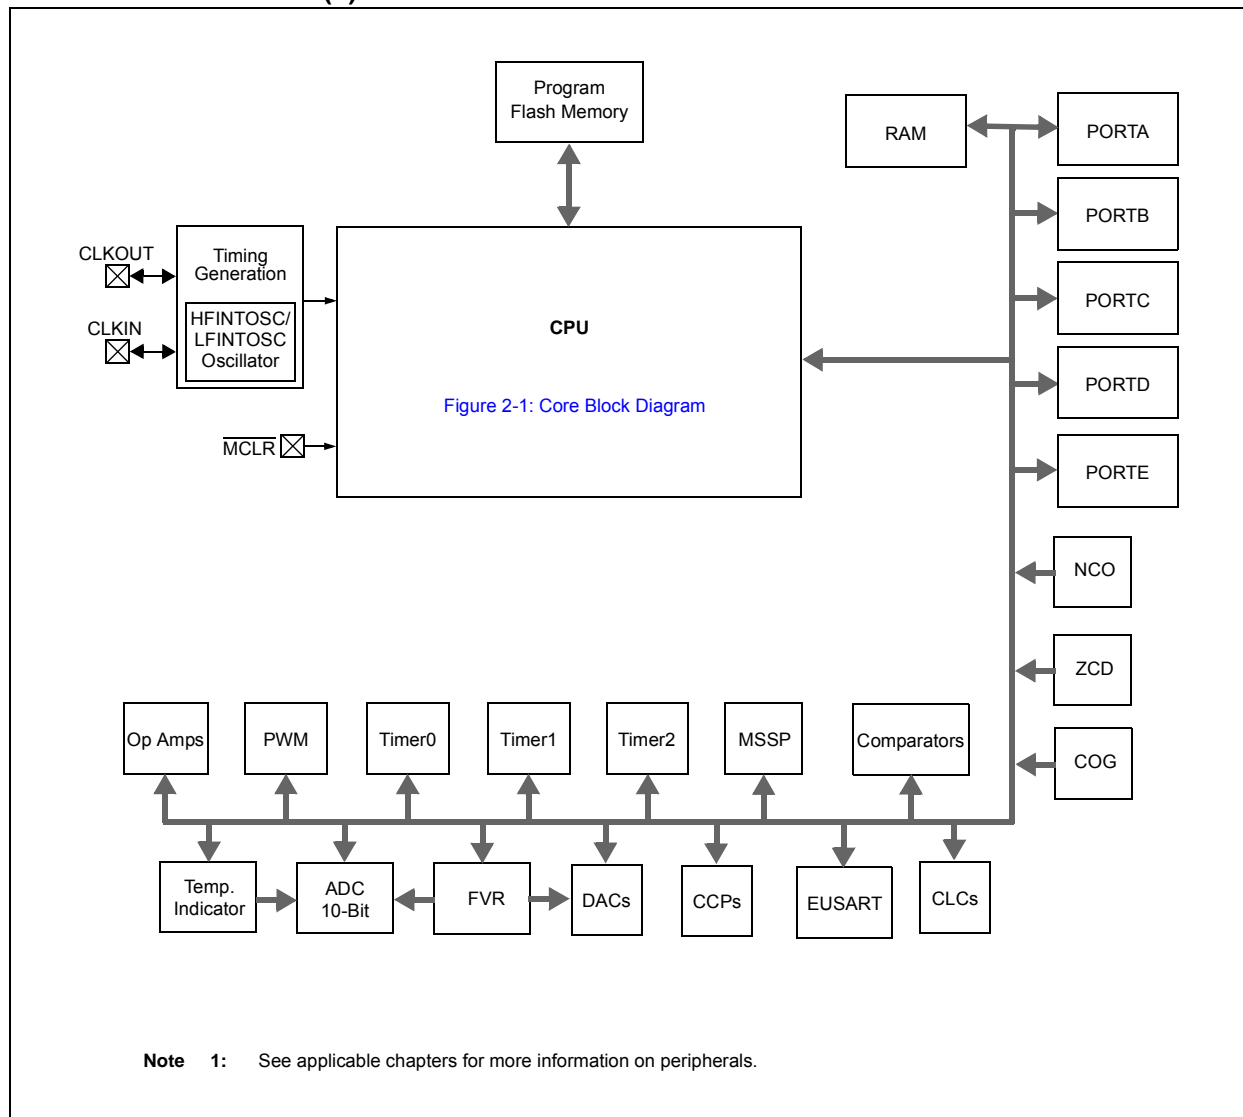 Program
Flash Memory
RAM
PORTA
PORTB
CLKOUT
Timing
Generation
PORTC
HFINTOSC/
LFINTOSC
Oscillator
CLKIN
CPU
PORTD
Figure 2-1: Core Block Diagram
MCLR
PORTE
NCO
ZCD
Op Amps
PWM
Timer0
Timer1
Timer2
MSSP
Comparators
COG
Temp.
Indicator
ADC
10-Bit
FVR
DACs
CCPs
EUSART
CLCs
Note 1: See applicable chapters for more information on peripherals.